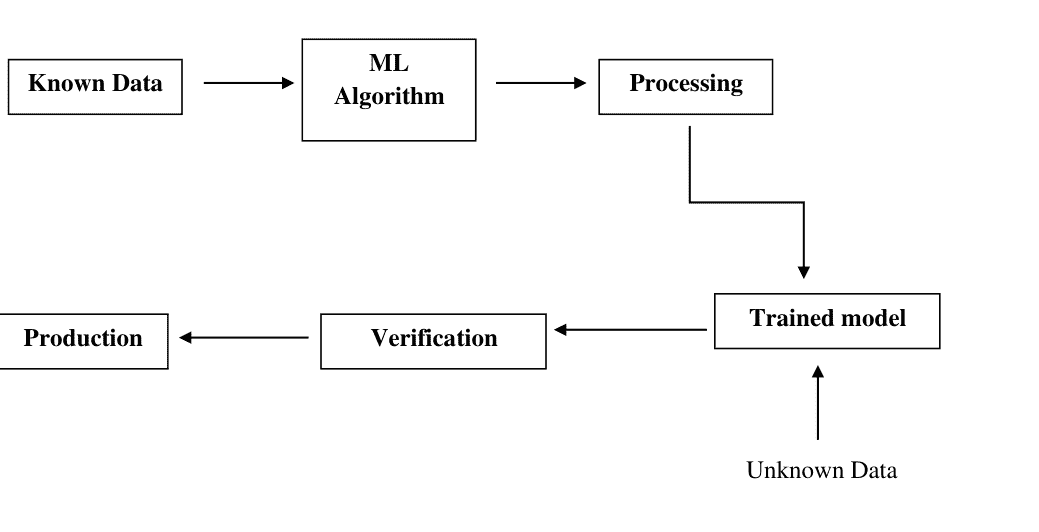 Known Data
ML
Algorithm
Processing
Trained model
Verification
Production
Unknown Data